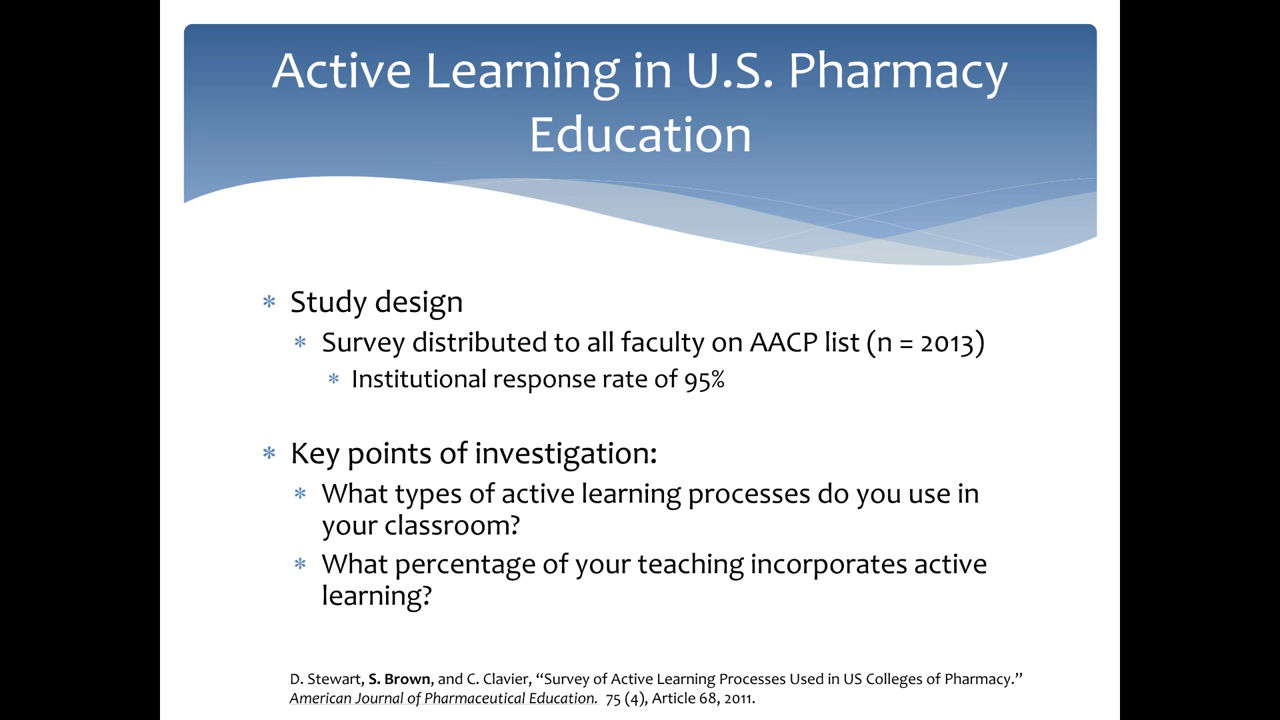 Active Learning in U.S. Pharmacy
Education
* Study design
* Survey distributed to all faculty on AACP list (n = 2013)
* Institutional response rate of 95%
* Key points of investigation:
* What types of active learning processes do you use in
your classroom?
* What percentage of your teaching incorporates active
learning?
D. Stewart, S. Brown, and C. Clavier, “Survey of Active Learning Processes Used in US Colleges of Pharmacy.”
American Journal of Pharmaceutical Education.  75 (4), Article 68, 2011.